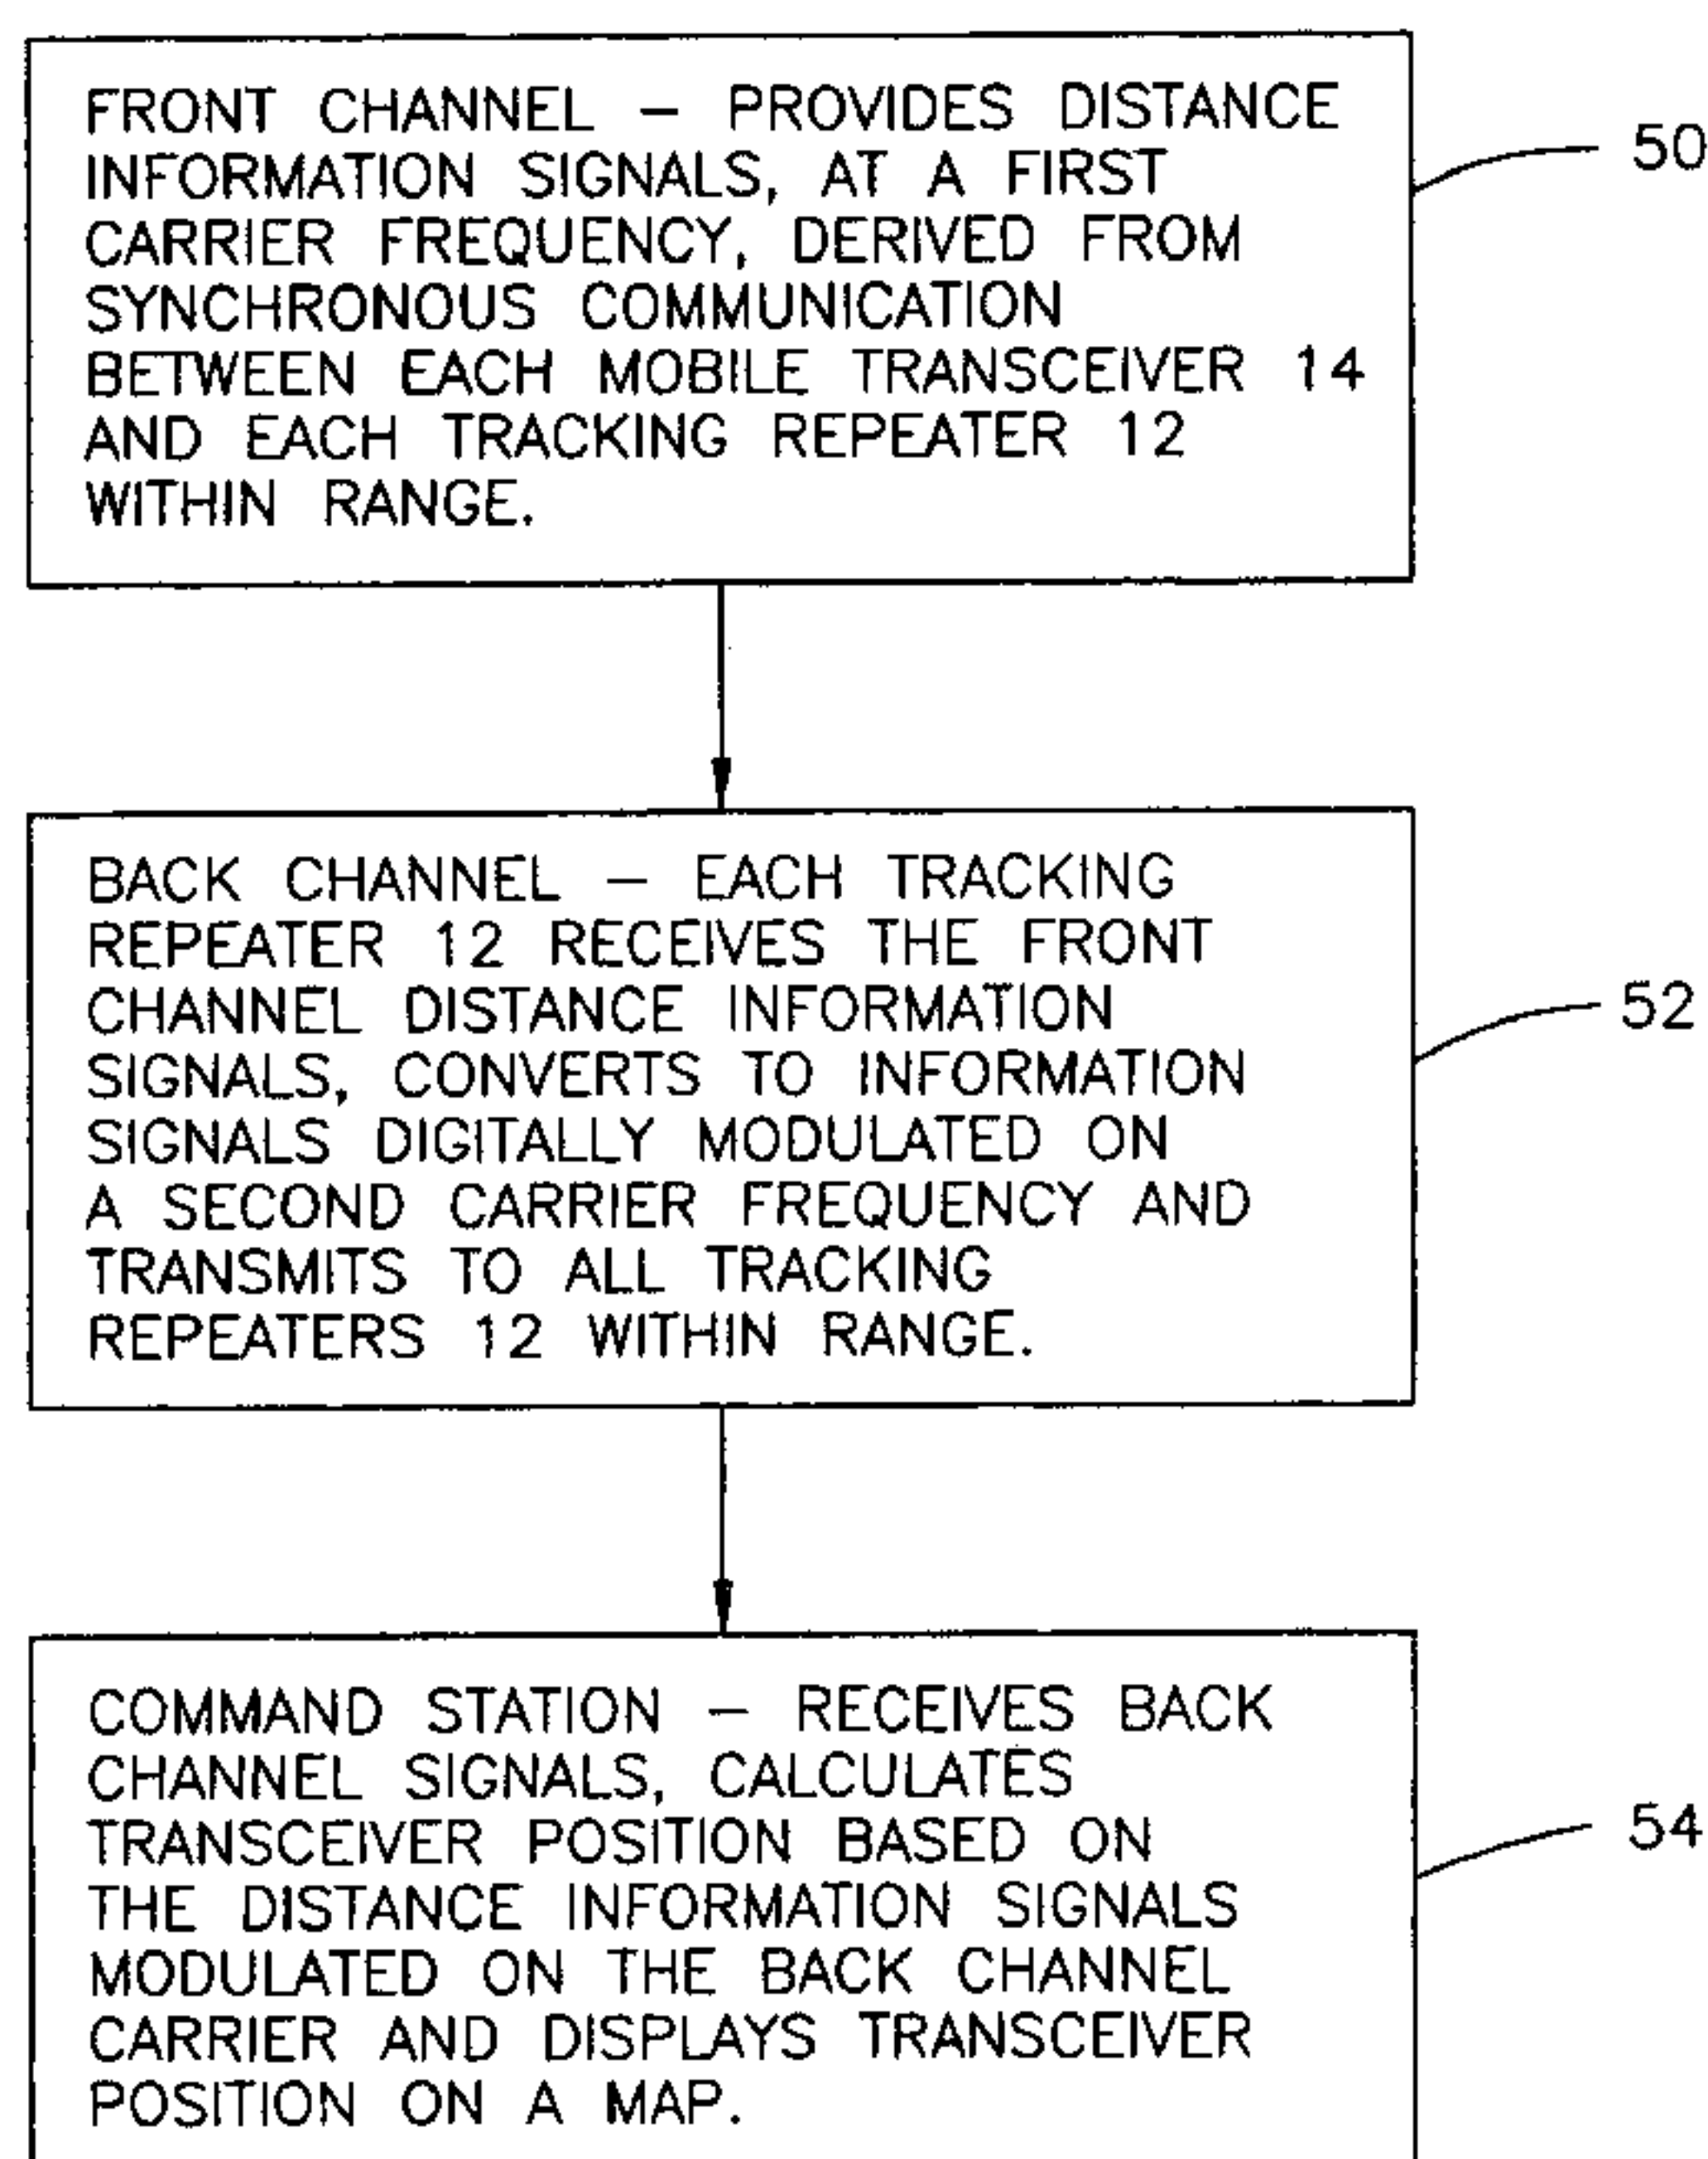 FRONT CHANNEL – PROVIDES DISTANCE
INFORMATION SIGNALS, AT A FIRST
CARRIER FREQUENCY, DERIVED FROM
SYNCHRONOUS COMMUNICATION
BETWEEN EACH MOBILE TRANSCEIVER 14
AND EACH TRACKING REPEATER 12
WITHIN RANGE.
50
BACK CHANNEL – EACH TRACKING
REPEATER 12 RECEIVES THE FRONT
CHANNEL DISTANCE INFORMATION
SIGNALS, CONVERTS TO INFORMATION
SIGNALS DIGITALLY MODULATED ON
A SECOND CARRIER FREQUENCY AND
TRANSMITS TO ALL TRACKING
REPEATERS 12 WITHIN RANGE.
52
COMMAND STATION – RECEIVES BACK
CHANNEL SIGNALS, CALCULATES
TRANSCEIVER POSITION BASED ON
THE DISTANCE INFORMATION SIGNALS
MODULATED ON THE BACK CHANNEL
CARRIER AND DISPLAYS TRANSCEIVER
POSITION ON A MAP.
54